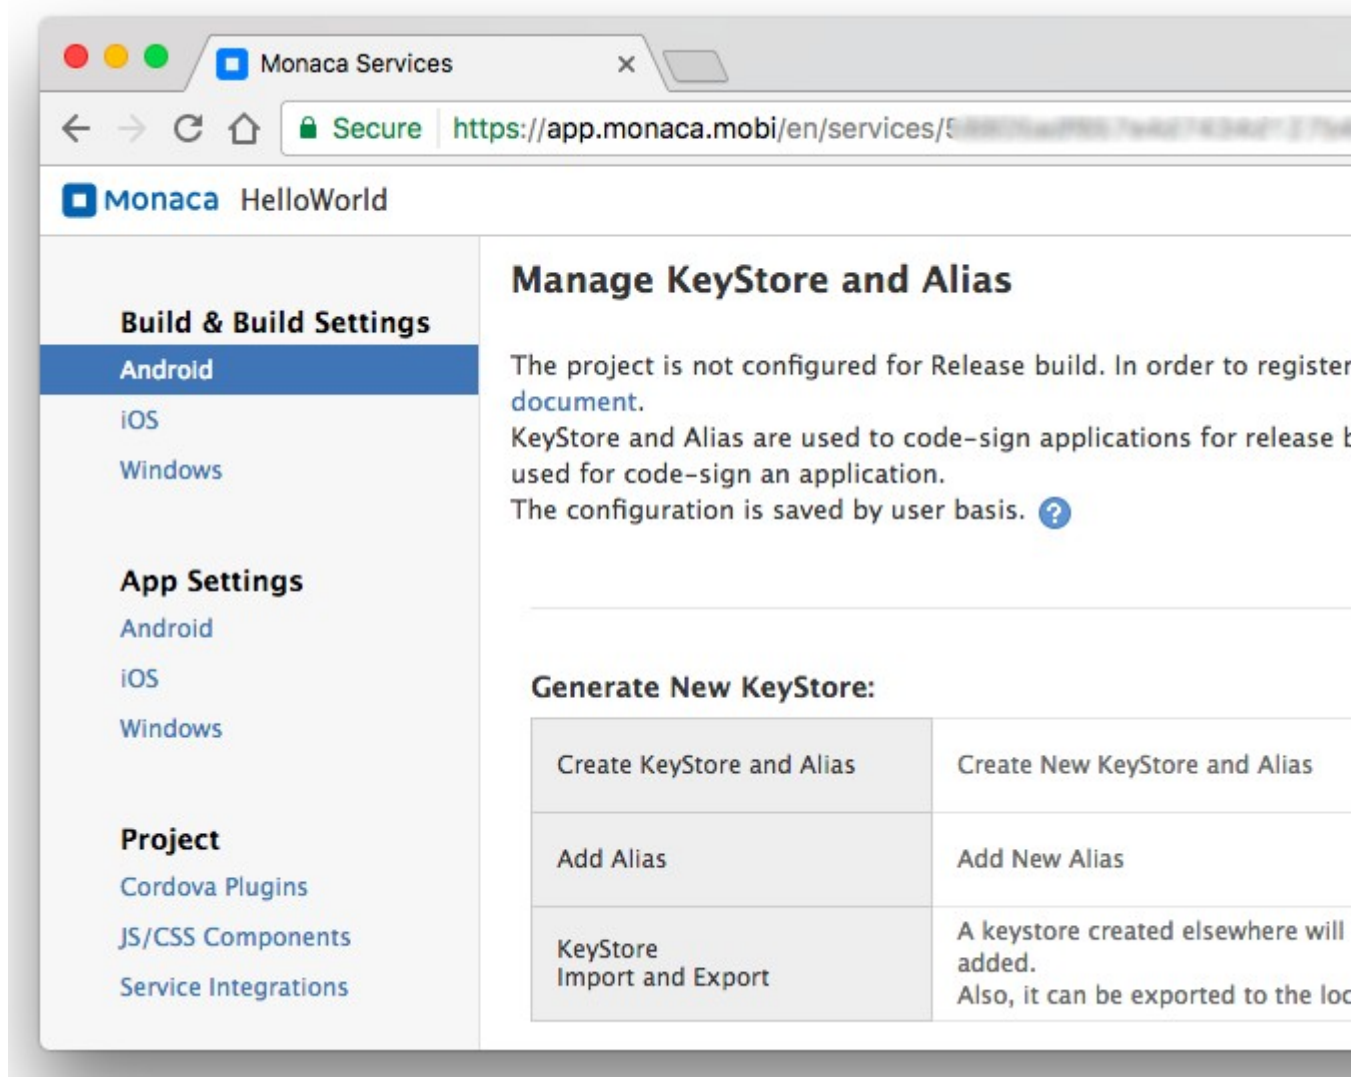 Monaca Services
Secure https://app.monaca.mobi/en/services/5
Monaca HelloWorld
Build & Build Settings
Android
iOS
Windows
App Settings
Android
iOS
Windows
Project
Cordova Plugins
JS/CSS Components
Service Integrations
Manage KeyStore and Alias
The project is not configured for Release build. In order to register
document.
KeyStore and Alias are used to code-sign applications for release b
used for code-sign an application.
The configuration is saved by user basis. ?
Generate New KeyStore:
Create KeyStore and Alias
Create New KeyStore and Alias
Add Alias
Add New Alias
KeyStore
Import and Export
A keystore created elsewhere will
added.
Also, it can be exported to the loc